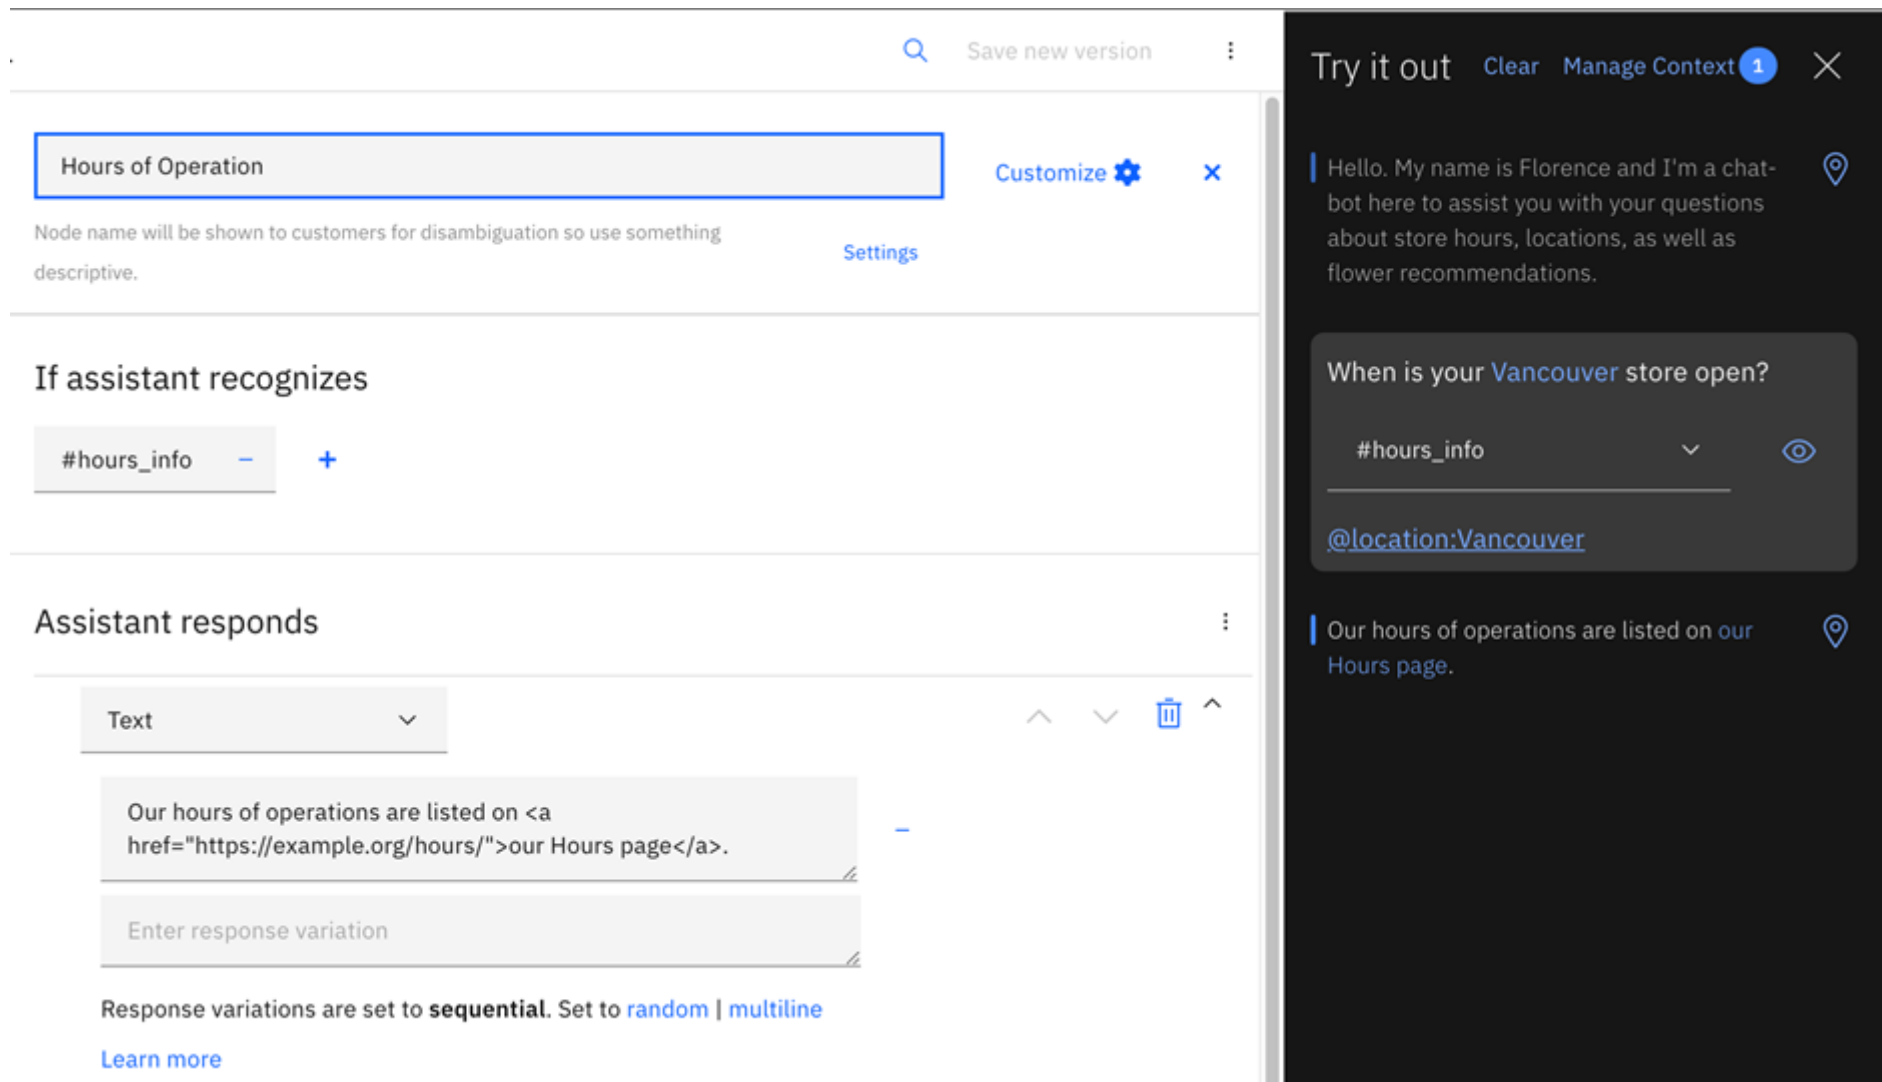 Save new version
Hours of Operation
Customize
Node name will be shown to customers for disambiguation so use something
descriptive.
Settings
If assistant recognizes
#hours_info
Assistant responds
Text
Our hours of operations are listed on <a
href="https://example.org/hours/">our Hours page</a>.
Enter response variation
Response variations are set to sequential. Set to random | multiline
Learn more
Try it out Clear Manage Context 1
Hello. My name is Florence and I'm a chat-
bot here to assist you with your questions
about store hours, locations, as well as
flower recommendations.
When is your Vancouver store open?
#hours_info
@location:Vancouver
Our hours of operations are listed on our
Hours page.